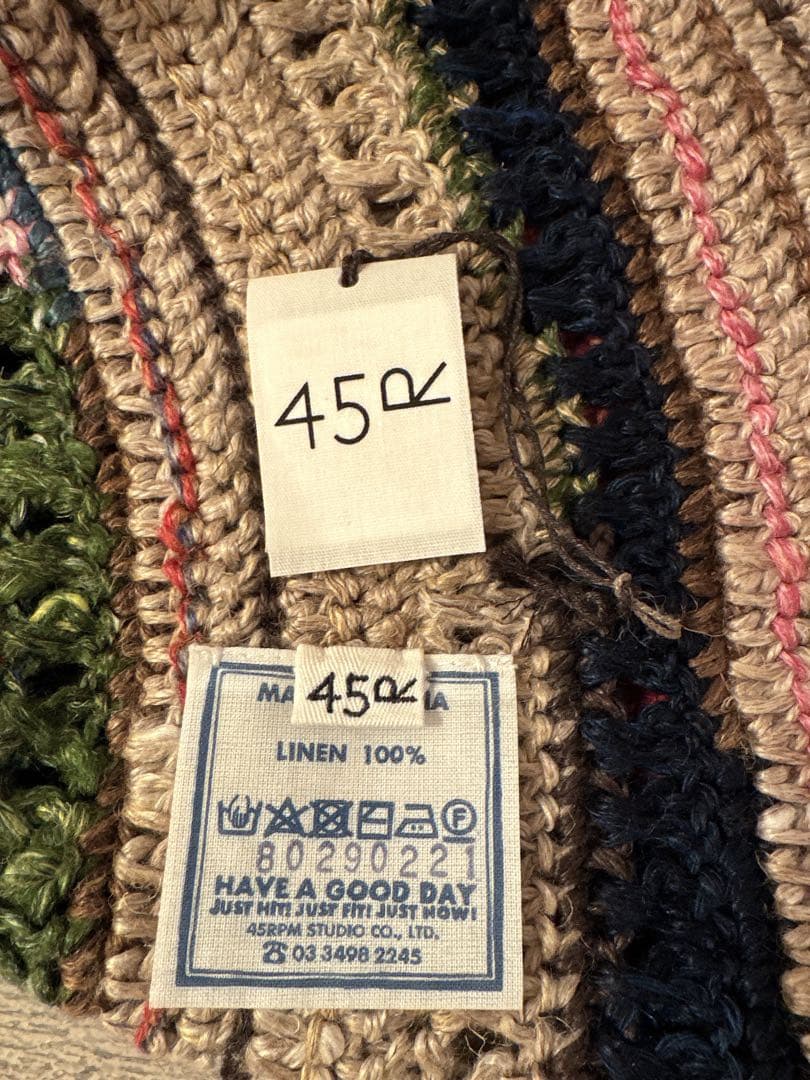 45R
45R
LINEN 100%
F
80290221
HAVE A GOOD DAY
JUST HIT! JUST FIT! JUST NOW!
45RPM STUDIO CO., LTD.
☎ 03 3498 2245